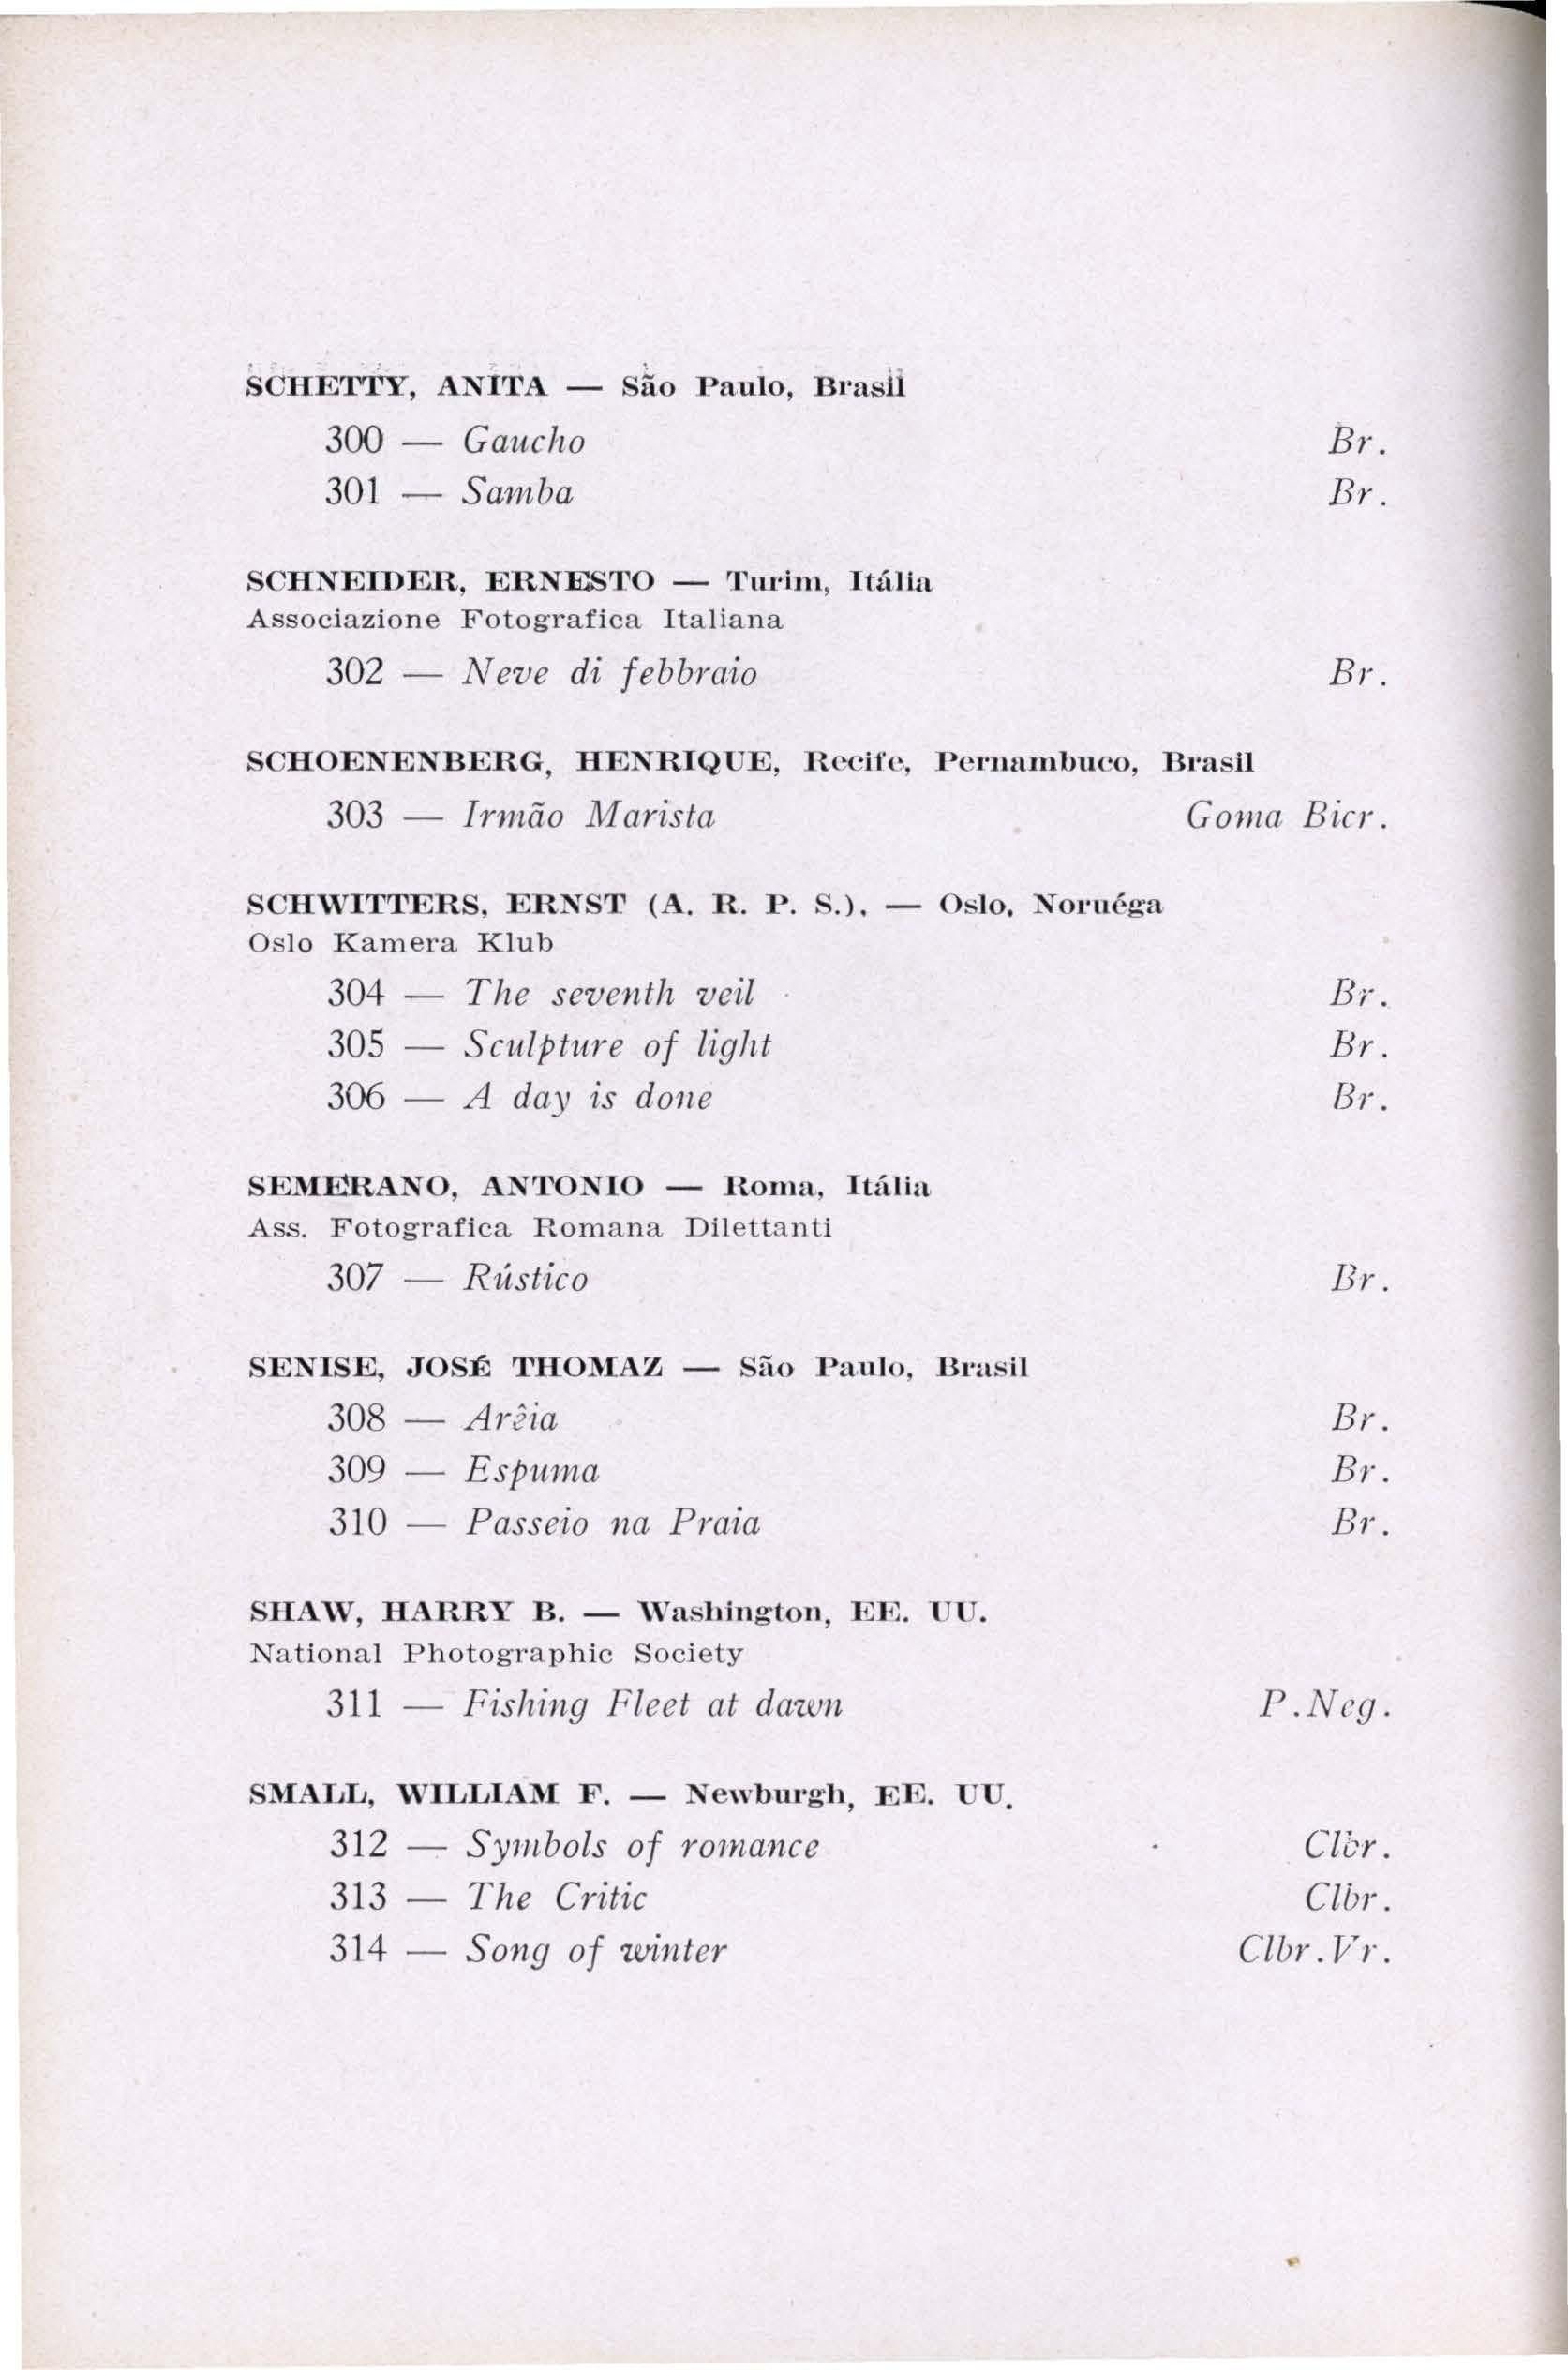 SCHETTY, ANITA — São Paulo, Brasil
300 — Gaucho Br.
301 — Samba Br.
SCHNEIDER, ERNESTO — Turim, Itália
Associazione Fotografica Italiana
302 — Neve di febbraio Br.
SCHOENENBERG, HENRIQUE, Recife, Pernambuco, Brasil
303 — Irmão Marista Goma Bicr.
SCHWITTERS, ERNST (A. R. P. S.), — Oslo, Noruéga
Oslo Kamera Klub
304 — The seventh veil Br.
305 — Sculpture of light Br.
306 — A day is done Br.
SEMERANO, ANTONIO — Roma, Itália
Ass. Fotografica Romana Dilettanti
307 — Rústico Br.
SENISE, JOSÉ THOMAZ — São Paulo, Brasil
308 — Arêia Br.
309 — Espuma Br.
310 — Passeio na Praia Br.
SHAW, HARRY B. — Washington, EE. UU.
National Photographic Society
311 — Fishing Fleet at dawn P.Neg.
SMALL, WILLIAM F. — Newburgh, EE. UU.
312 — Symbols of romance Clbr.
313 — The Critic Clbr.
314 — Song of winter Clbr.Vr.